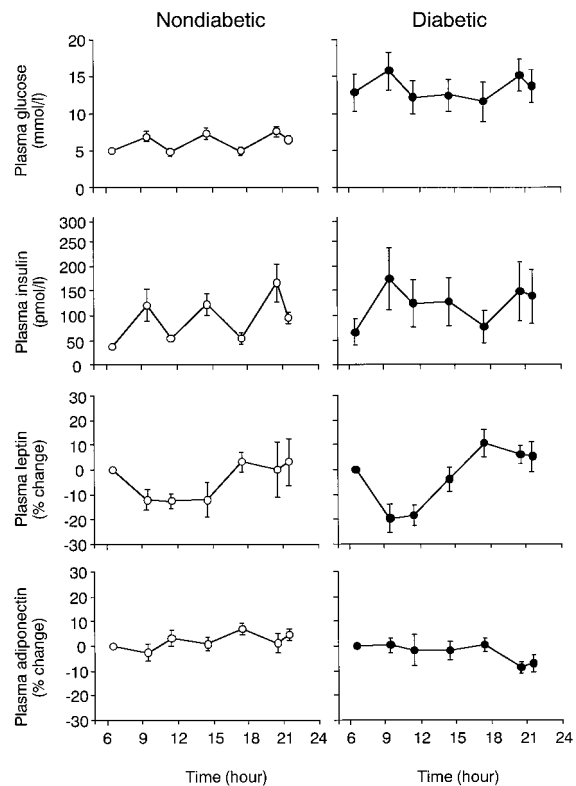 Nondiabetic
Diabetic
Plasma glucose
(mmol/l)
20
15
10
5
0
Plasma insulin
(pmol/l)
300
250
200
150
100
50
0
Plasma leptin
(% change)
30
20
10
0
-10
-20
-30
Plasma adiponectin
(% change)
30
20
10
0
-10
-20
-30
6 9 12 15 18 21 24
6 9 12 15 18 21 24
Time (hour)
Time (hour)